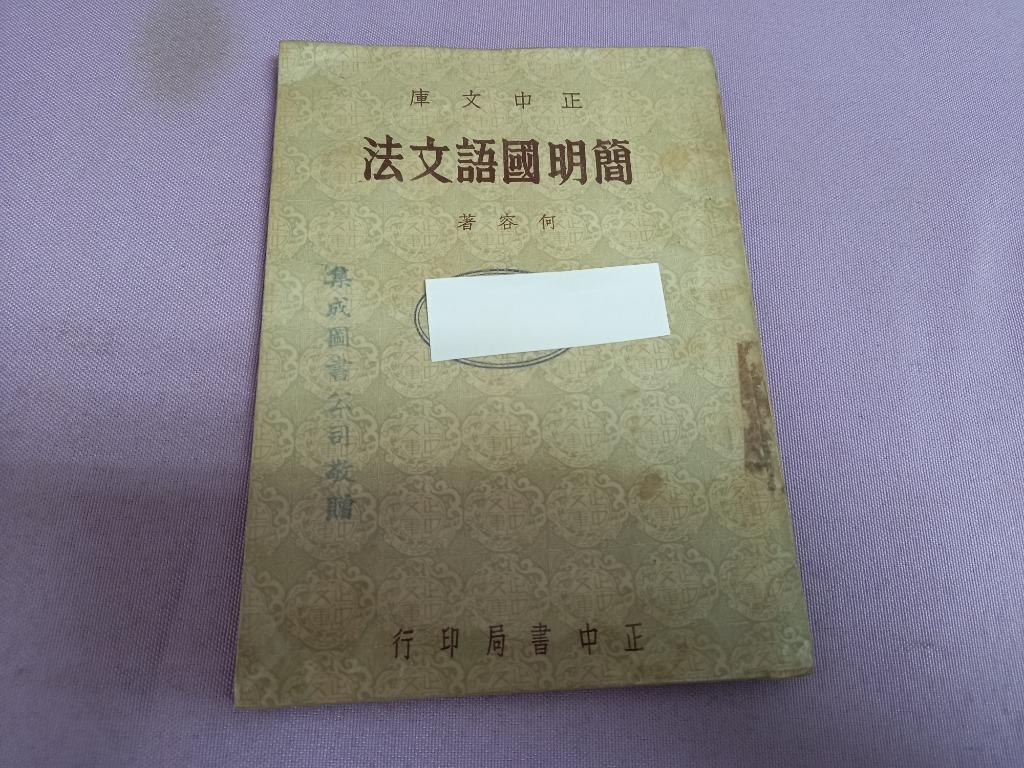 正中文庫
簡明國語文法
何容著
集成圖書公司敬贈
正中書局印行